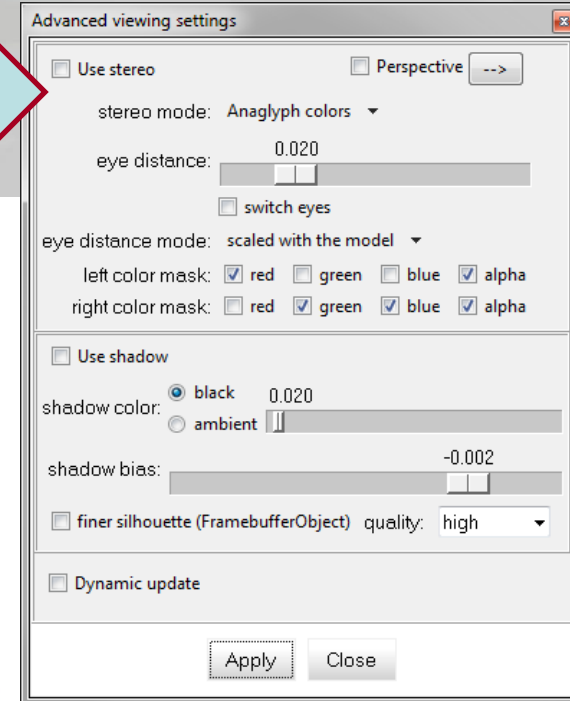 Advanced viewing settings
Use stereo Perspective -->
stereo mode: Anaglyph colors
0.020
eye distance:
switch eyes
eye distance mode: scaled with the model
left color mask: red green blue alpha
right color mask: red green blue alpha
Use shadow
black 0.020
shadow color:
ambient
-0.002
shadow bias:
finer silhouette (FramebufferObject) quality: high
Dynamic update
Apply Close